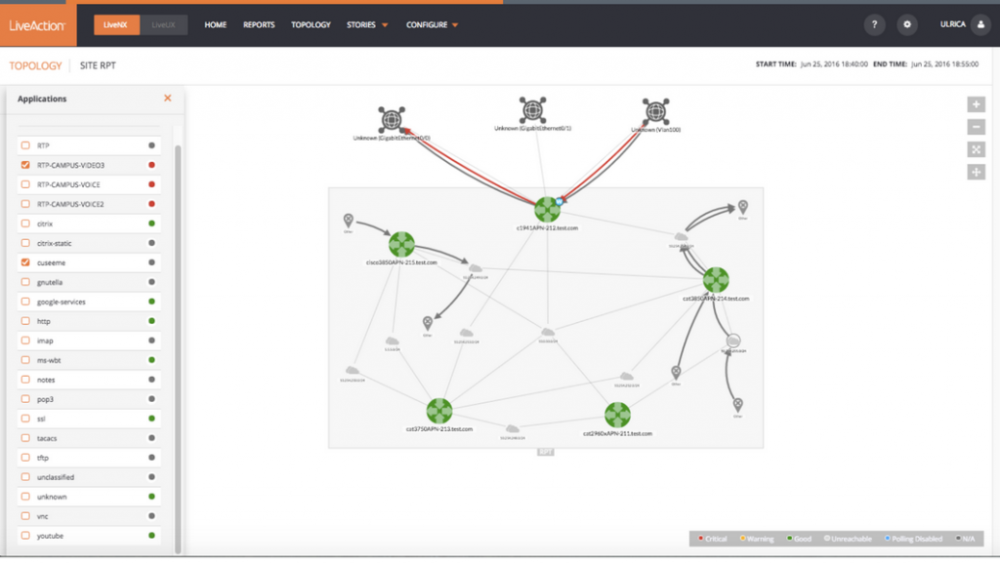 LiveAction
LiveNX
LiveUX
HOME
REPORTS
TOPOLOGY
STORIES
CONFIGURE
?
ULRICA
TOPOLOGY
SITE RPT
START TIME: Jun 25, 2016 18:40:00 END TIME: Jun 25, 2016 18:55:00
Applications
RTP
RTP-CAMPUS-VIDEO3
RTP-CAMPUS-VOICE
RTP-CAMPUS-VOICE2
citrix
citrix-static
cuseeme
gnutella
google-services
http
imap
ms-wbt
notes
pop3
ssl
tacacs
tftp
unclassified
unknown
vnc
youtube
Unknown (GigabitEthernet0/0)
Unknown (GigabitEthernet0/1)
Unknown (Vlan100)
c1941APN-212.test.com
cisco3850APN-215.test.com
cat3850APN-214.test.com
cat3750APN-213.test.com
cat2960xAPN-211.test.com
RPT
Critical
Warning
Good
Unreachable
Polling Disabled
N/A